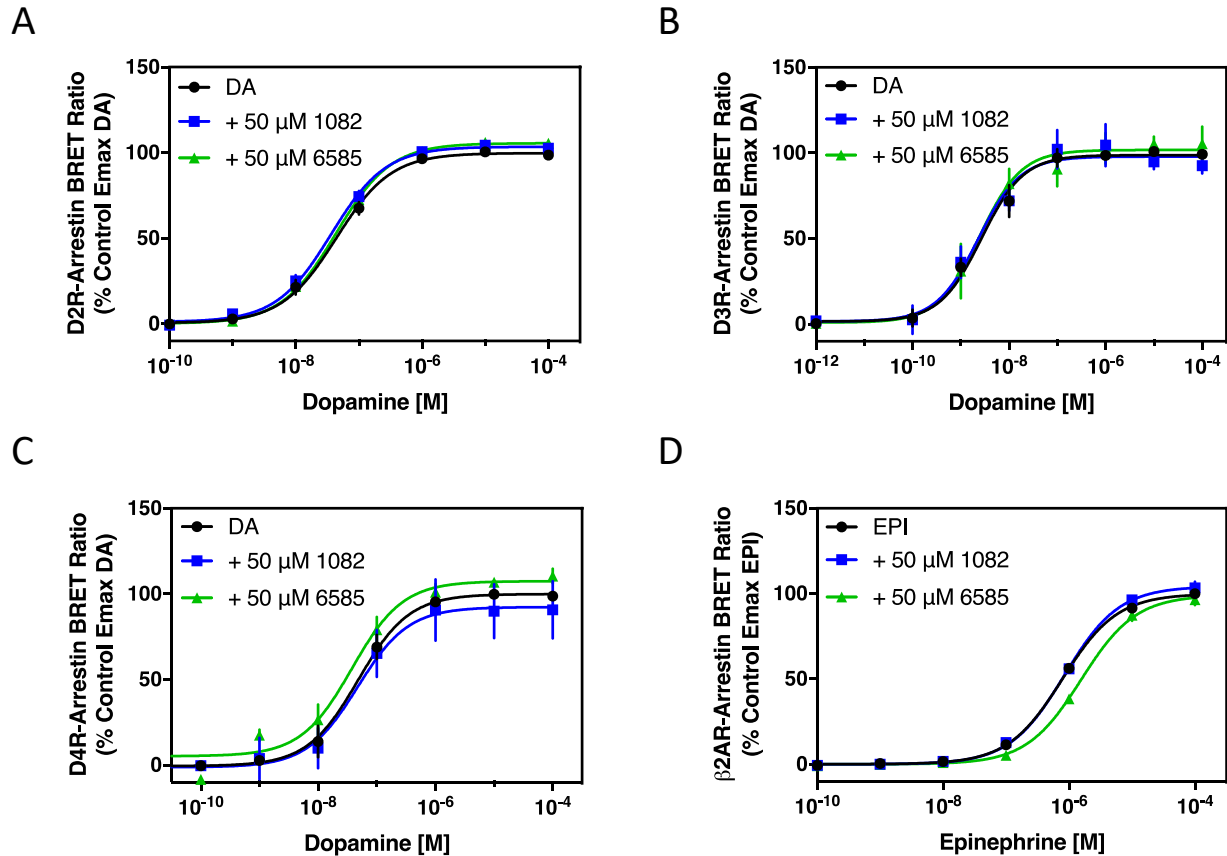 A
D2R-Arrestin BRET Ratio
(% Control Emax DA)
150
100
50
0
DA
+ 50 μM 1082
+ 50 μM 6585
10⁻¹⁰
10⁻⁸
10⁻⁶
10⁻⁴
Dopamine [M]
B
D3R-Arrestin BRET Ratio
(% Control Emax DA)
150
100
50
0
DA
+ 50 μM 1082
+ 50 μM 6585
10⁻¹²
10⁻¹⁰
10⁻⁸
10⁻⁶
10⁻⁴
Dopamine [M]
C
D4R-Arrestin BRET Ratio
(% Control Emax DA)
150
100
50
0
DA
+ 50 μM 1082
+ 50 μM 6585
10⁻¹⁰
10⁻⁸
10⁻⁶
10⁻⁴
Dopamine [M]
D
β2AR-Arrestin BRET Ratio
(% Control Emax EPI)
150
100
50
0
EPI
+ 50 μM 1082
+ 50 μM 6585
10⁻¹⁰
10⁻⁸
10⁻⁶
10⁻⁴
Epinephrine [M]